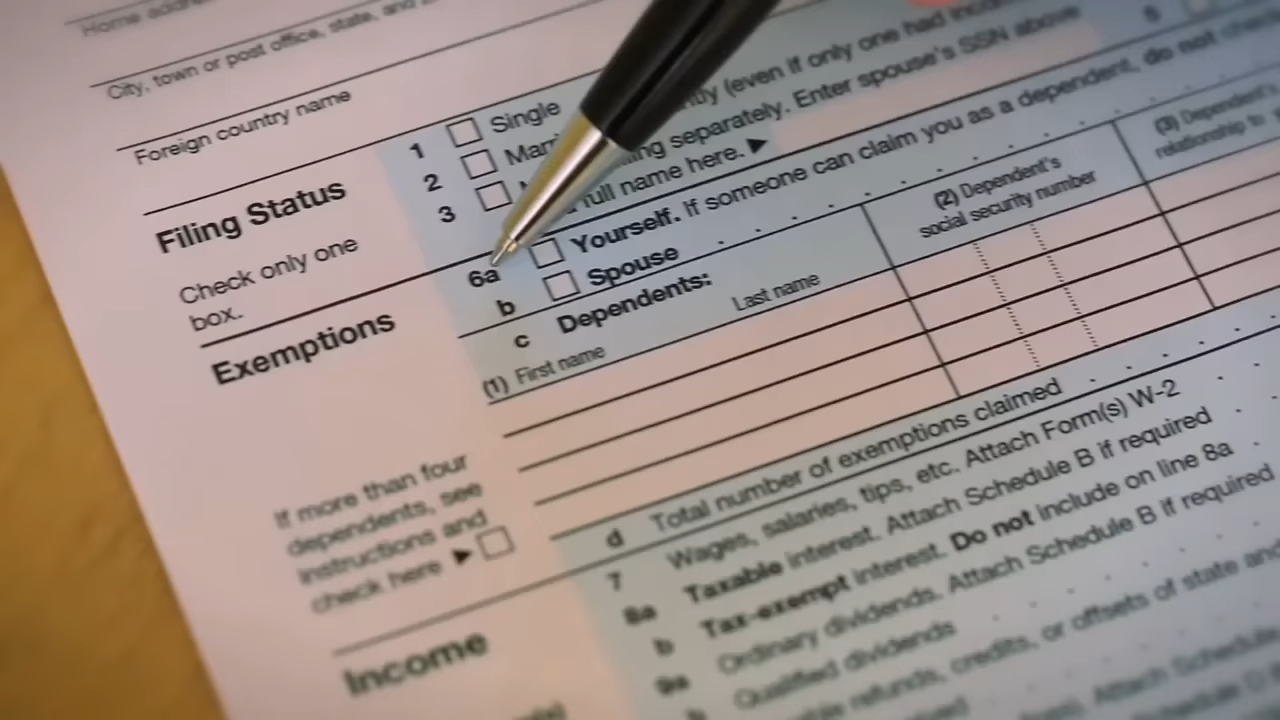 Home address
City, town or post office, state, and
Foreign country name
Filing Status
Check only one
box.
1 Single
2 Married filing jointly (even if only one had income
3 filing separately. Enter spouse's SSN above
full name here. ▶
Exemptions
6a Yourself. If someone can claim you as a dependent, do not check
b Spouse
c Dependents:
(1) First name Last name
(2) Dependent's
social security number
(3) Dependent's
relationship to
If more than four
dependents, see
instructions and
check here ▶
d Total number of exemptions claimed
Income
7 Wages, salaries, tips, etc. Attach Form(s) W-2
8a Taxable interest. Attach Schedule B if required
b Tax-exempt interest. Do not include on line 8a
9a Ordinary dividends. Attach Schedule B if required
b Qualified dividends
refunds, credits, or offsets of state and
Attach Schedule